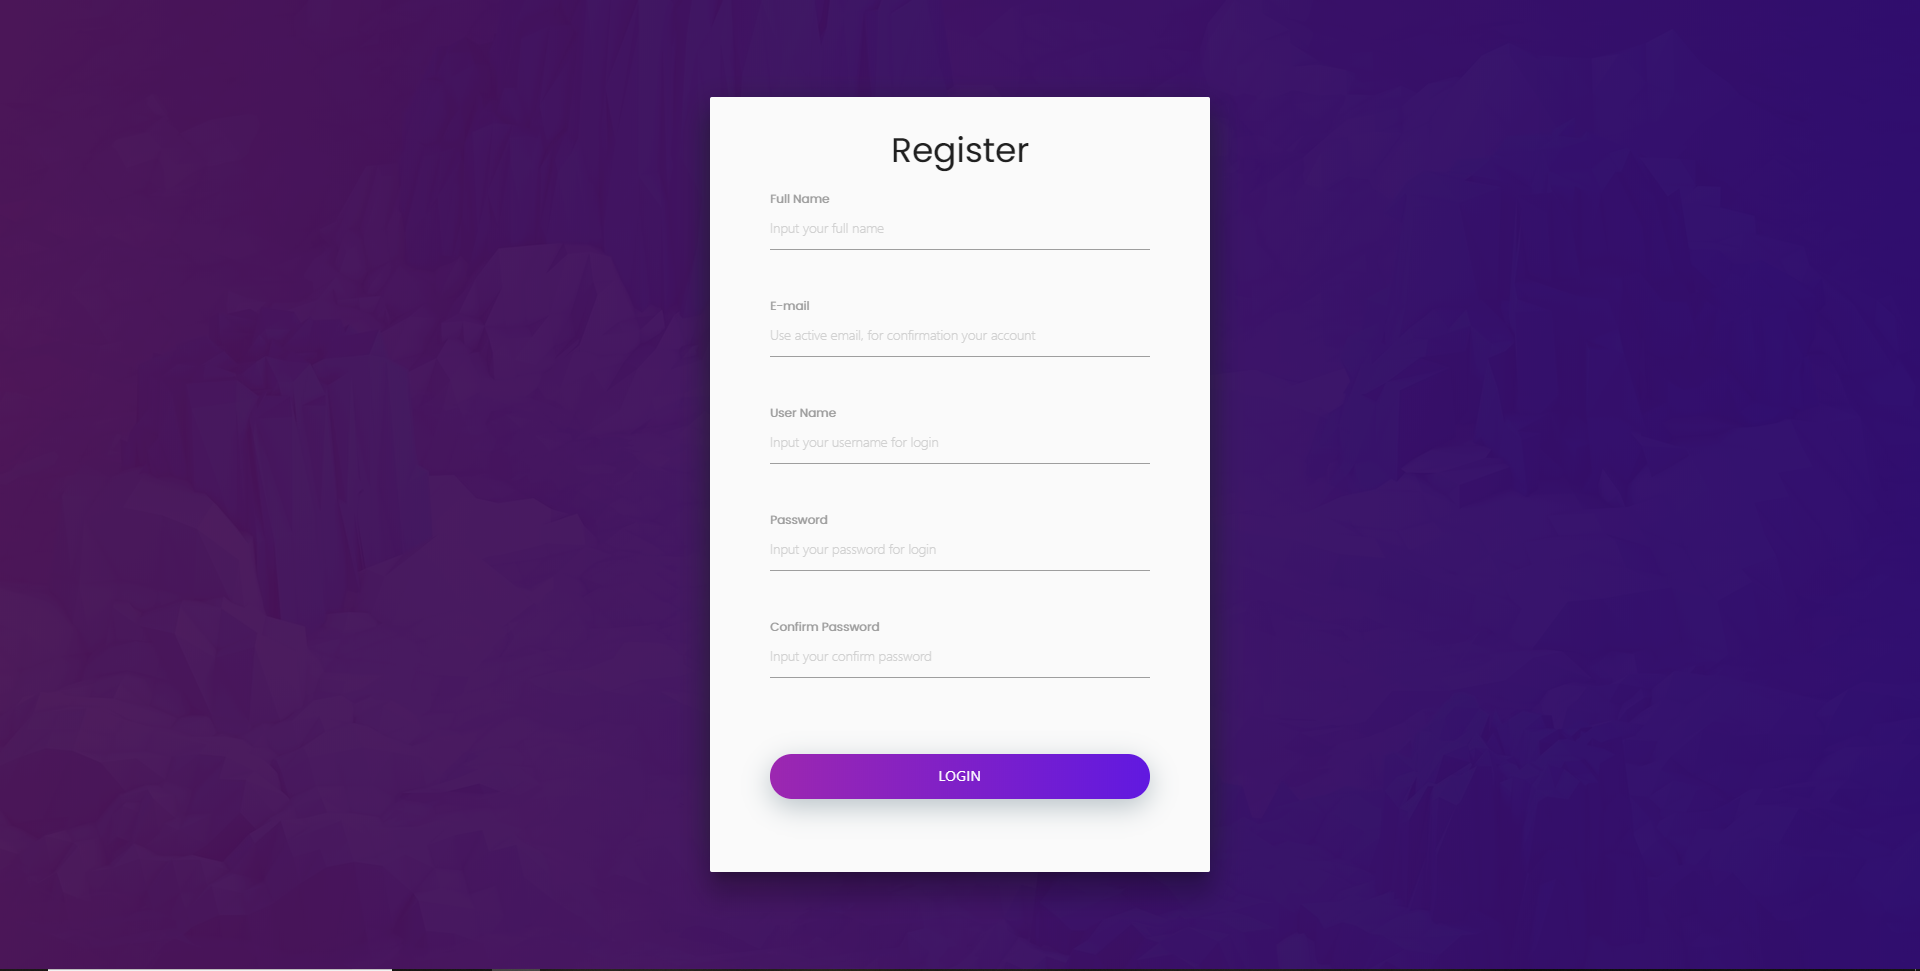 Register
Full Name
Input your full name
E-mail
Use active email, for confirmation your account
User Name
Input your username for login
Password
Input your password for login
Confirm Password
Input your confirm password
LOGIN